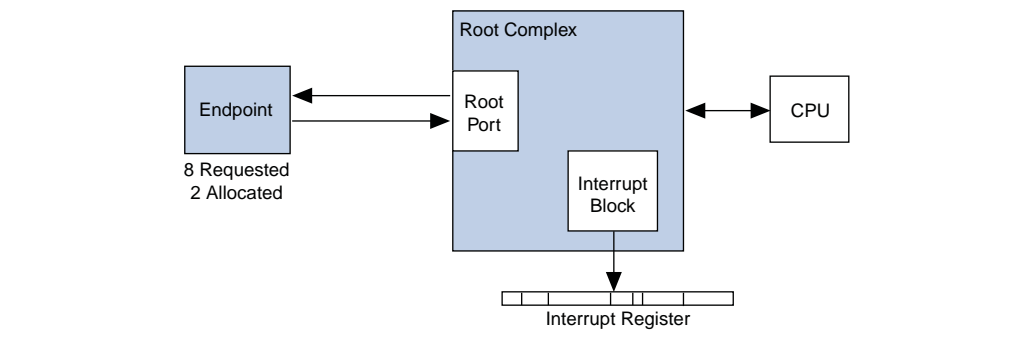 Root Complex
Endpoint
Root
Port
CPU
8 Requested
2 Allocated
Interrupt
Block
Interrupt Register